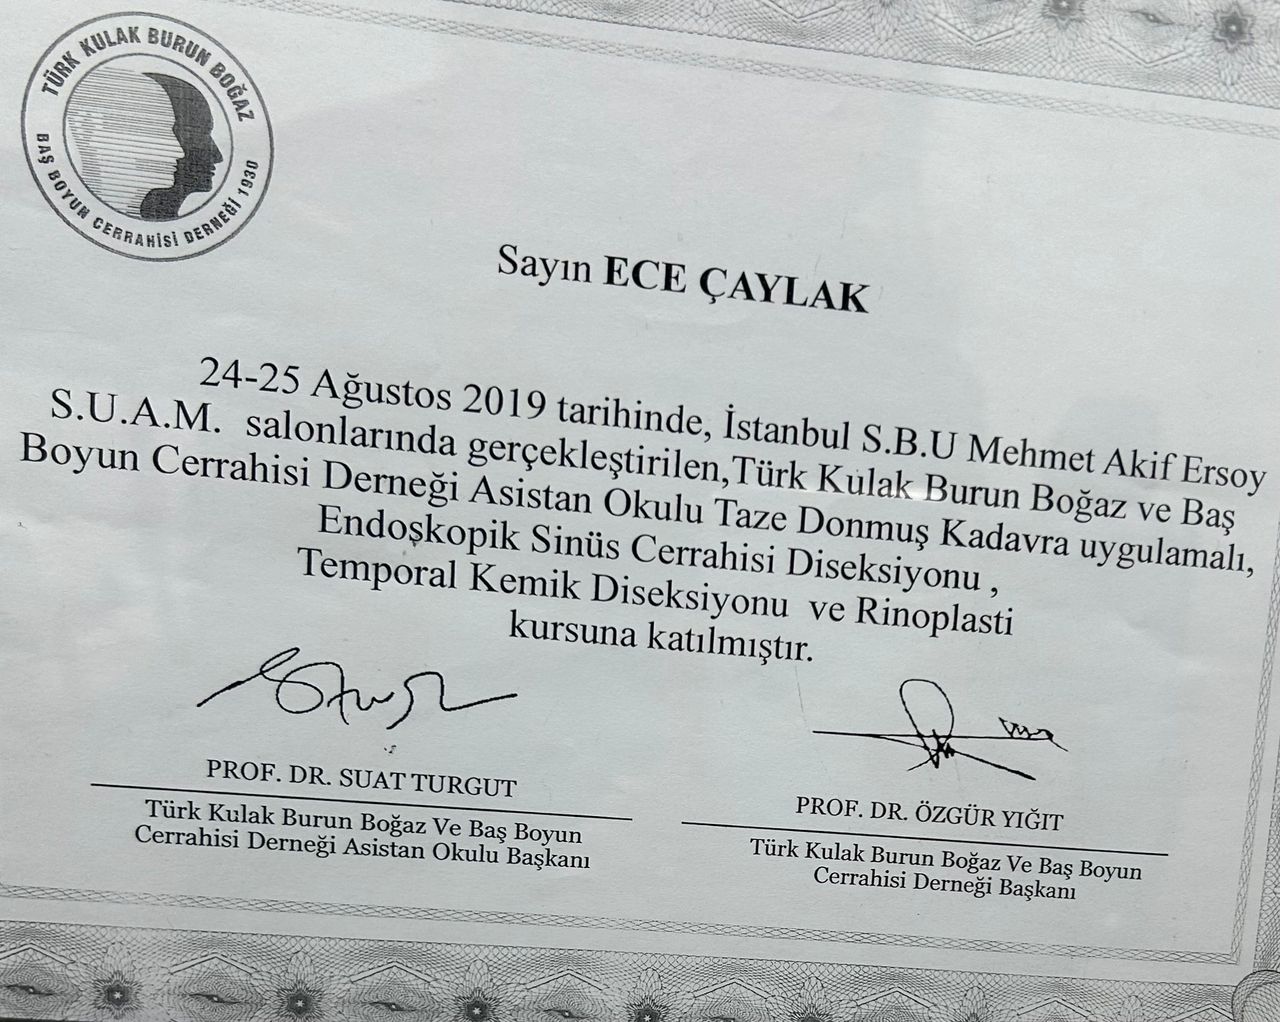 TÜRK KULAK BURUN BOĞAZ
BAŞ BOYUN CERRAHİSİ DERNEĞİ 1930
Sayın ECE ÇAYLAK
24-25 Ağustos 2019 tarihinde, İstanbul S.B.U Mehmet Akif Ersoy
S.U.A.M. salonlarında gerçekleştirilen,Türk Kulak Burun Boğaz ve Baş
Boyun Cerrahisi Derneği Asistan Okulu Taze Donmuş Kadavra uygulamalı,
Endoskopik Sinüs Cerrahisi Diseksiyonu ,
Temporal Kemik Diseksiyonu ve Rinoplasti
kursuna katılmıştır.
PROF. DR. SUAT TURGUT
Türk Kulak Burun Boğaz Ve Baş Boyun
Cerrahisi Derneği Asistan Okulu Başkanı
PROF. DR. ÖZGÜR YIĞIT
Türk Kulak Burun Boğaz Ve Baş Boyun
Cerrahisi Derneği Başkanı